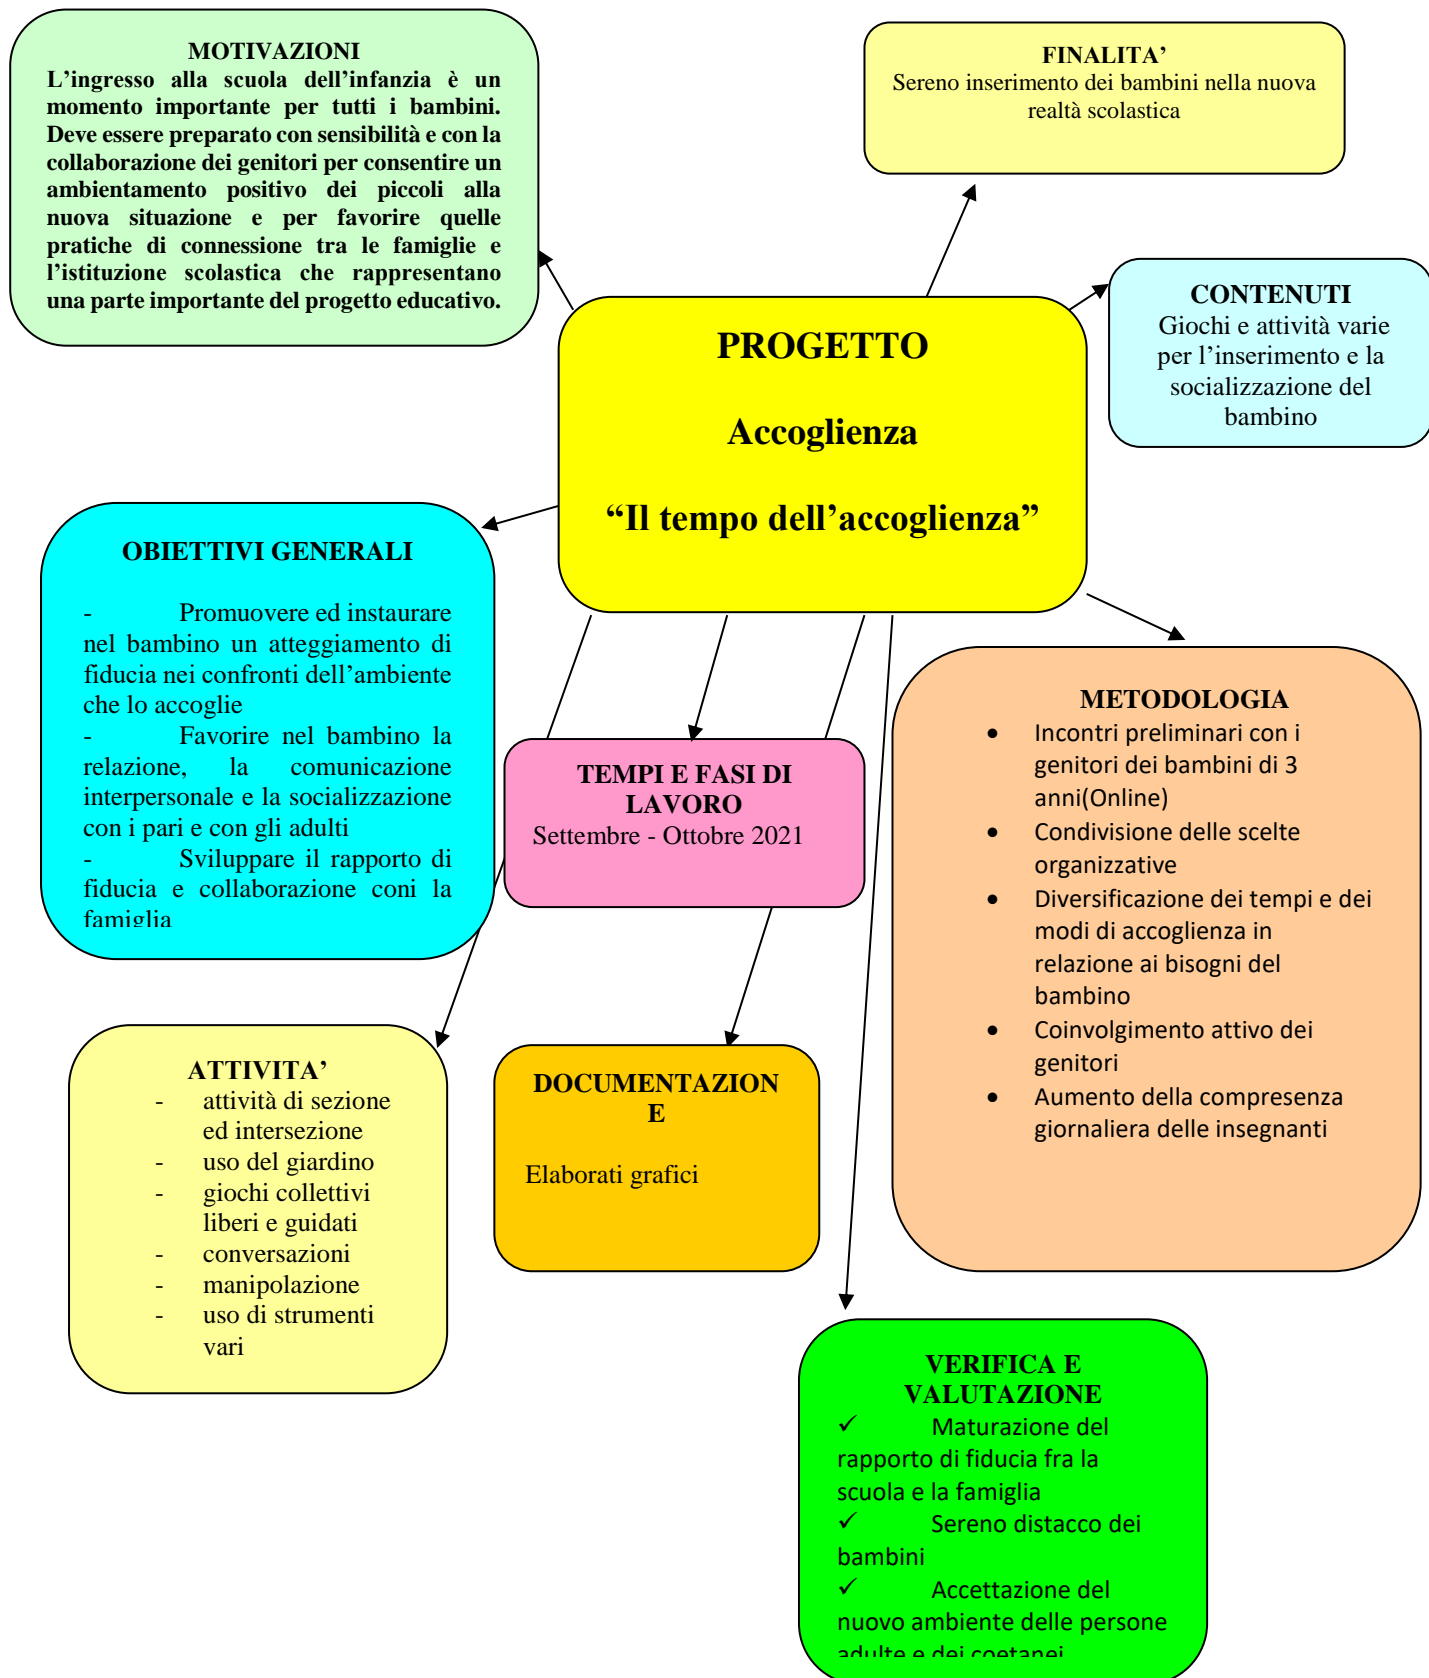 MOTIVAZIONI
L’ingresso alla scuola dell’infanzia è un
momento importante per tutti i bambini.
Deve essere preparato con sensibilità e con la
collaborazione dei genitori per consentire un
ambientamento positivo dei piccoli alla
nuova situazione e per favorire quelle
pratiche di connessione tra le famiglie e
l’istituzione scolastica che rappresentano
una parte importante del progetto educativo.
FINALITA’
Sereno inserimento dei bambini nella nuova
realtà scolastica
CONTENUTI
Giochi e attività varie
per l’inserimento e la
socializzazione del
bambino
PROGETTO
Accoglienza
“Il tempo dell’accoglienza”
OBIETTIVI GENERALI
- Promuovere ed instaurare
nel bambino un atteggiamento di
fiducia nei confronti dell’ambiente
che lo accoglie
- Favorire nel bambino la
relazione, la comunicazione
interpersonale e la socializzazione
con i pari e con gli adulti
- Sviluppare il rapporto di
fiducia e collaborazione coni la
famiglia
TEMPI E FASI DI
LAVORO
Settembre - Ottobre 2021
METODOLOGIA
• Incontri preliminari con i
genitori dei bambini di 3
anni(Online)
• Condivisione delle scelte
organizzative
• Diversificazione dei tempi e dei
modi di accoglienza in
relazione ai bisogni del
bambino
• Coinvolgimento attivo dei
genitori
• Aumento della compresenza
giornaliera delle insegnanti
ATTIVITA’
- attività di sezione
ed intersezione
- uso del giardino
- giochi collettivi
liberi e guidati
- conversazioni
- manipolazione
- uso di strumenti
vari
DOCUMENTAZION
E
Elaborati grafici
VERIFICA E
VALUTAZIONE
✓ Maturazione del
rapporto di fiducia fra la
scuola e la famiglia
✓ Sereno distacco dei
bambini
✓ Accettazione del
nuovo ambiente delle persone
adulte e dei coetanei